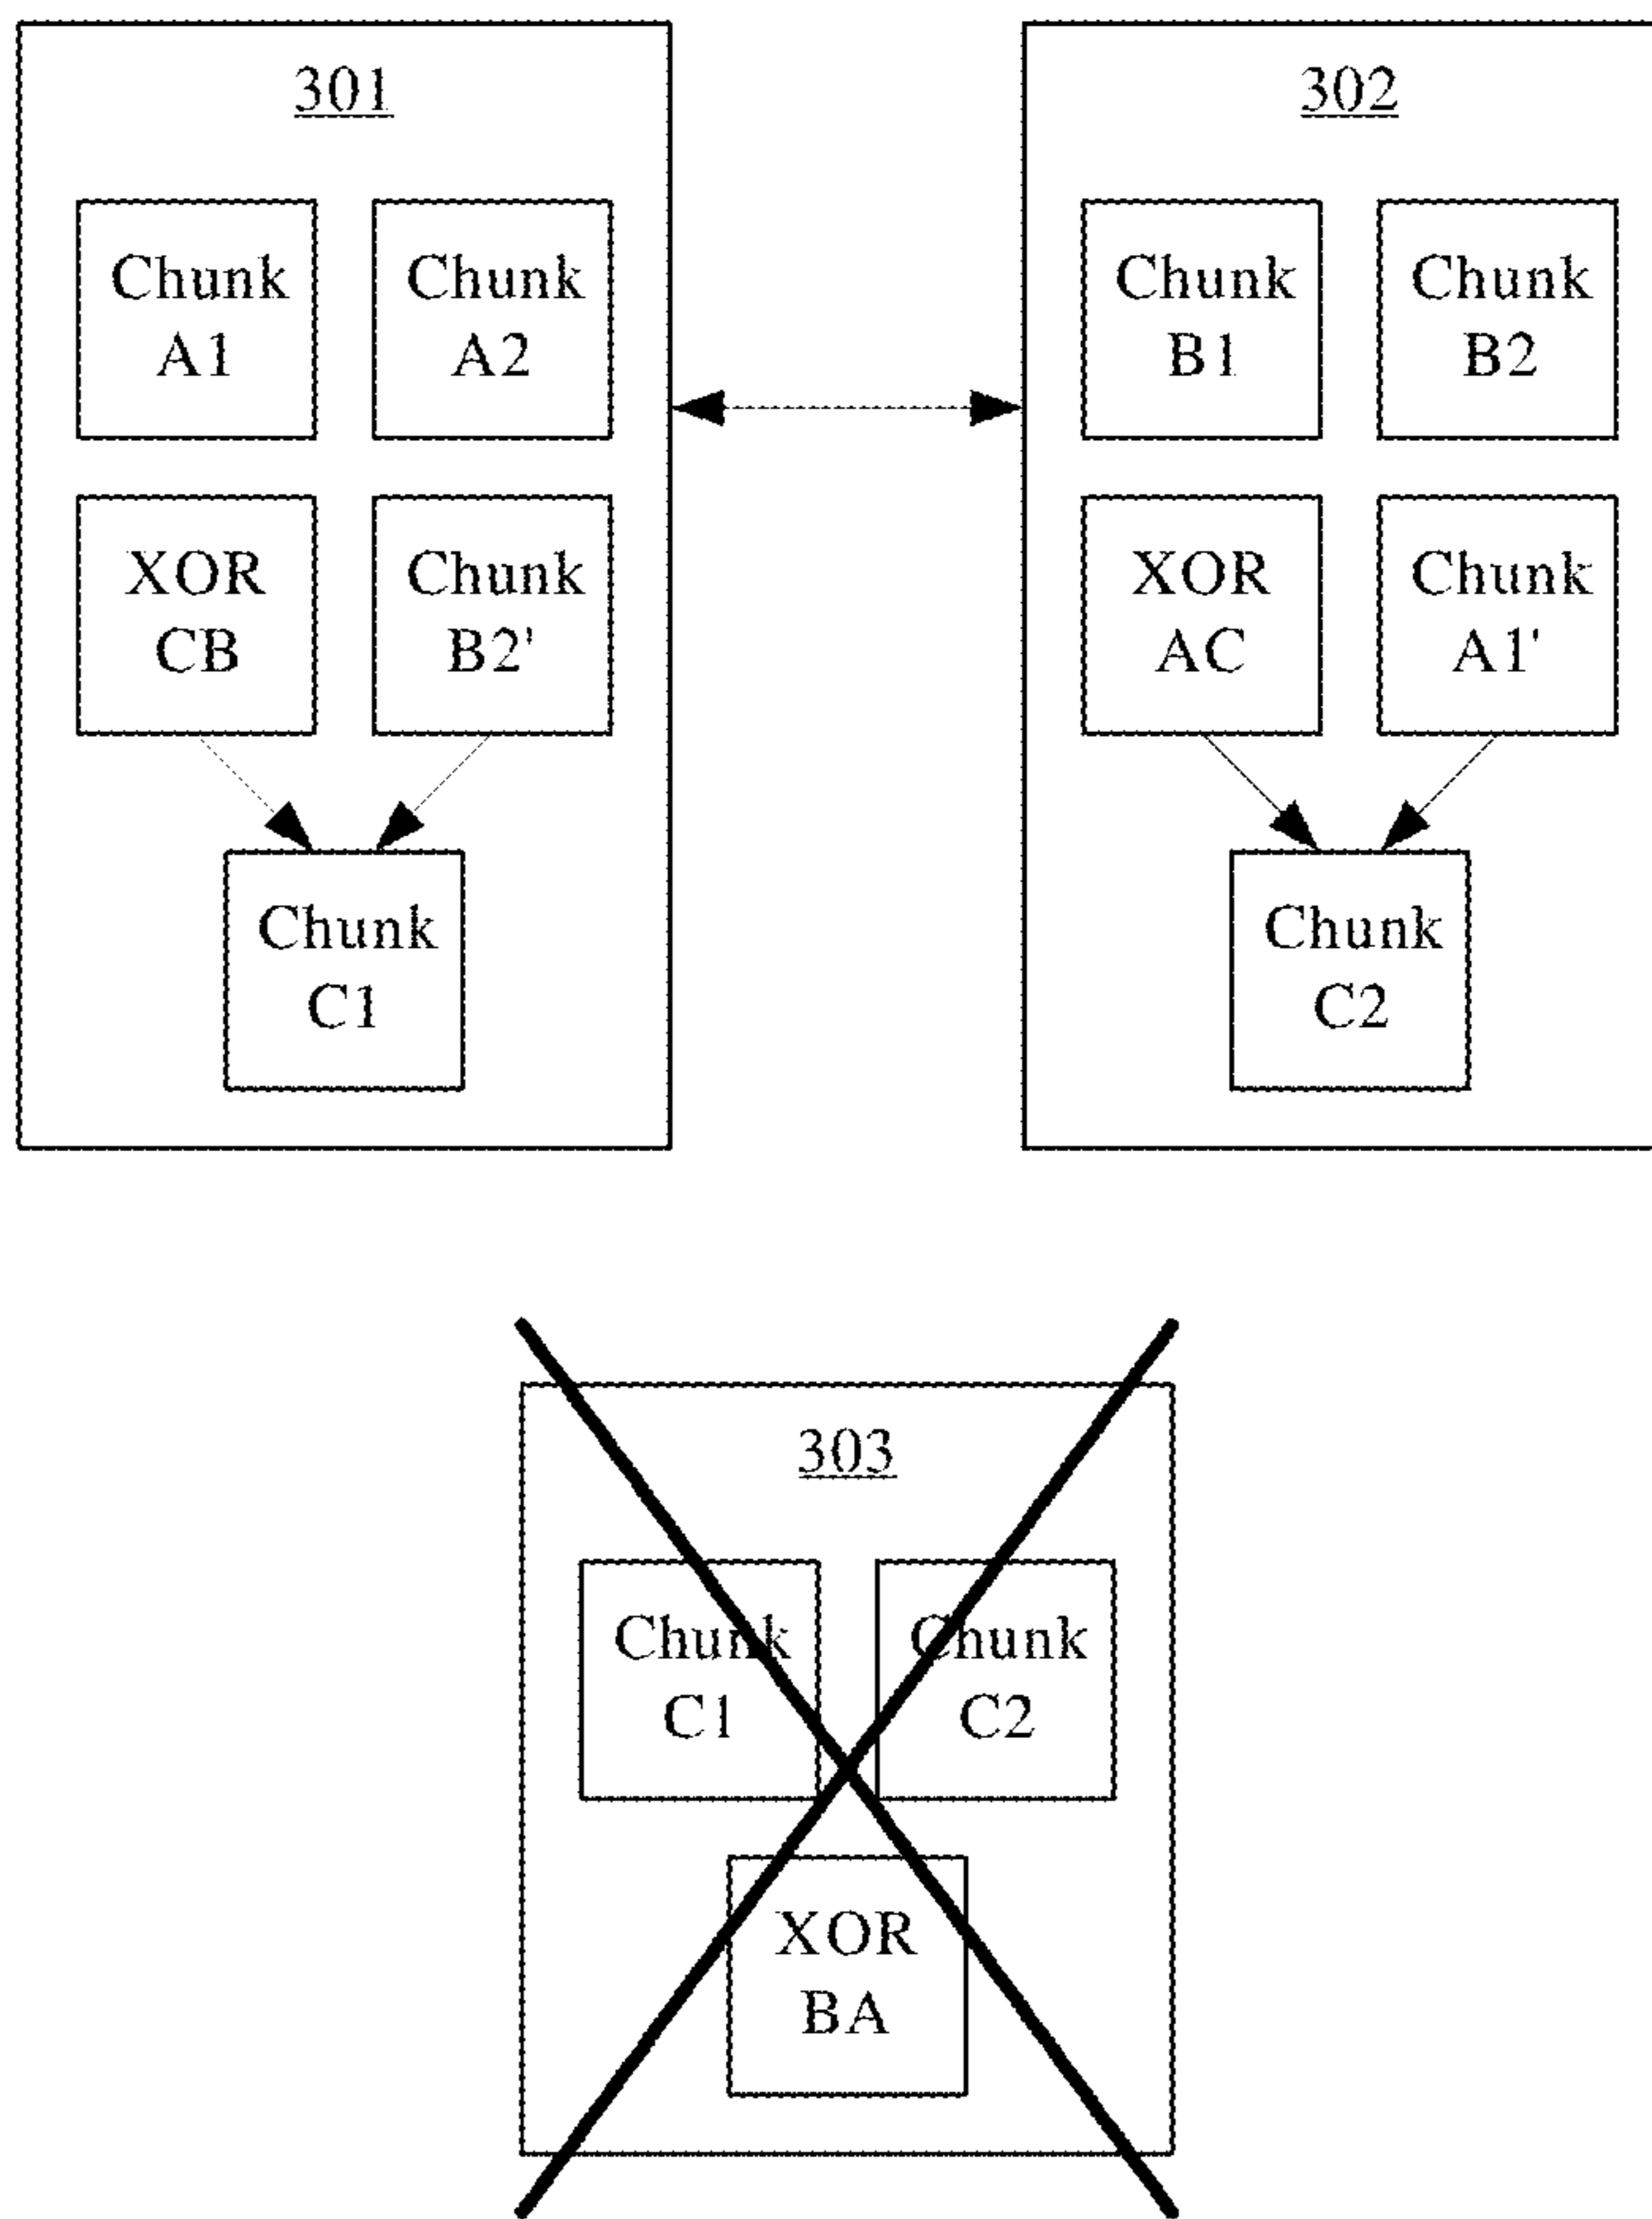 301
Chunk
A1
Chunk
A2
XOR
CB
Chunk
B2'
Chunk
C1
302
Chunk
B1
Chunk
B2
XOR
AC
Chunk
A1'
Chunk
C2
303
Chunk
C1
Chunk
C2
XOR
BA